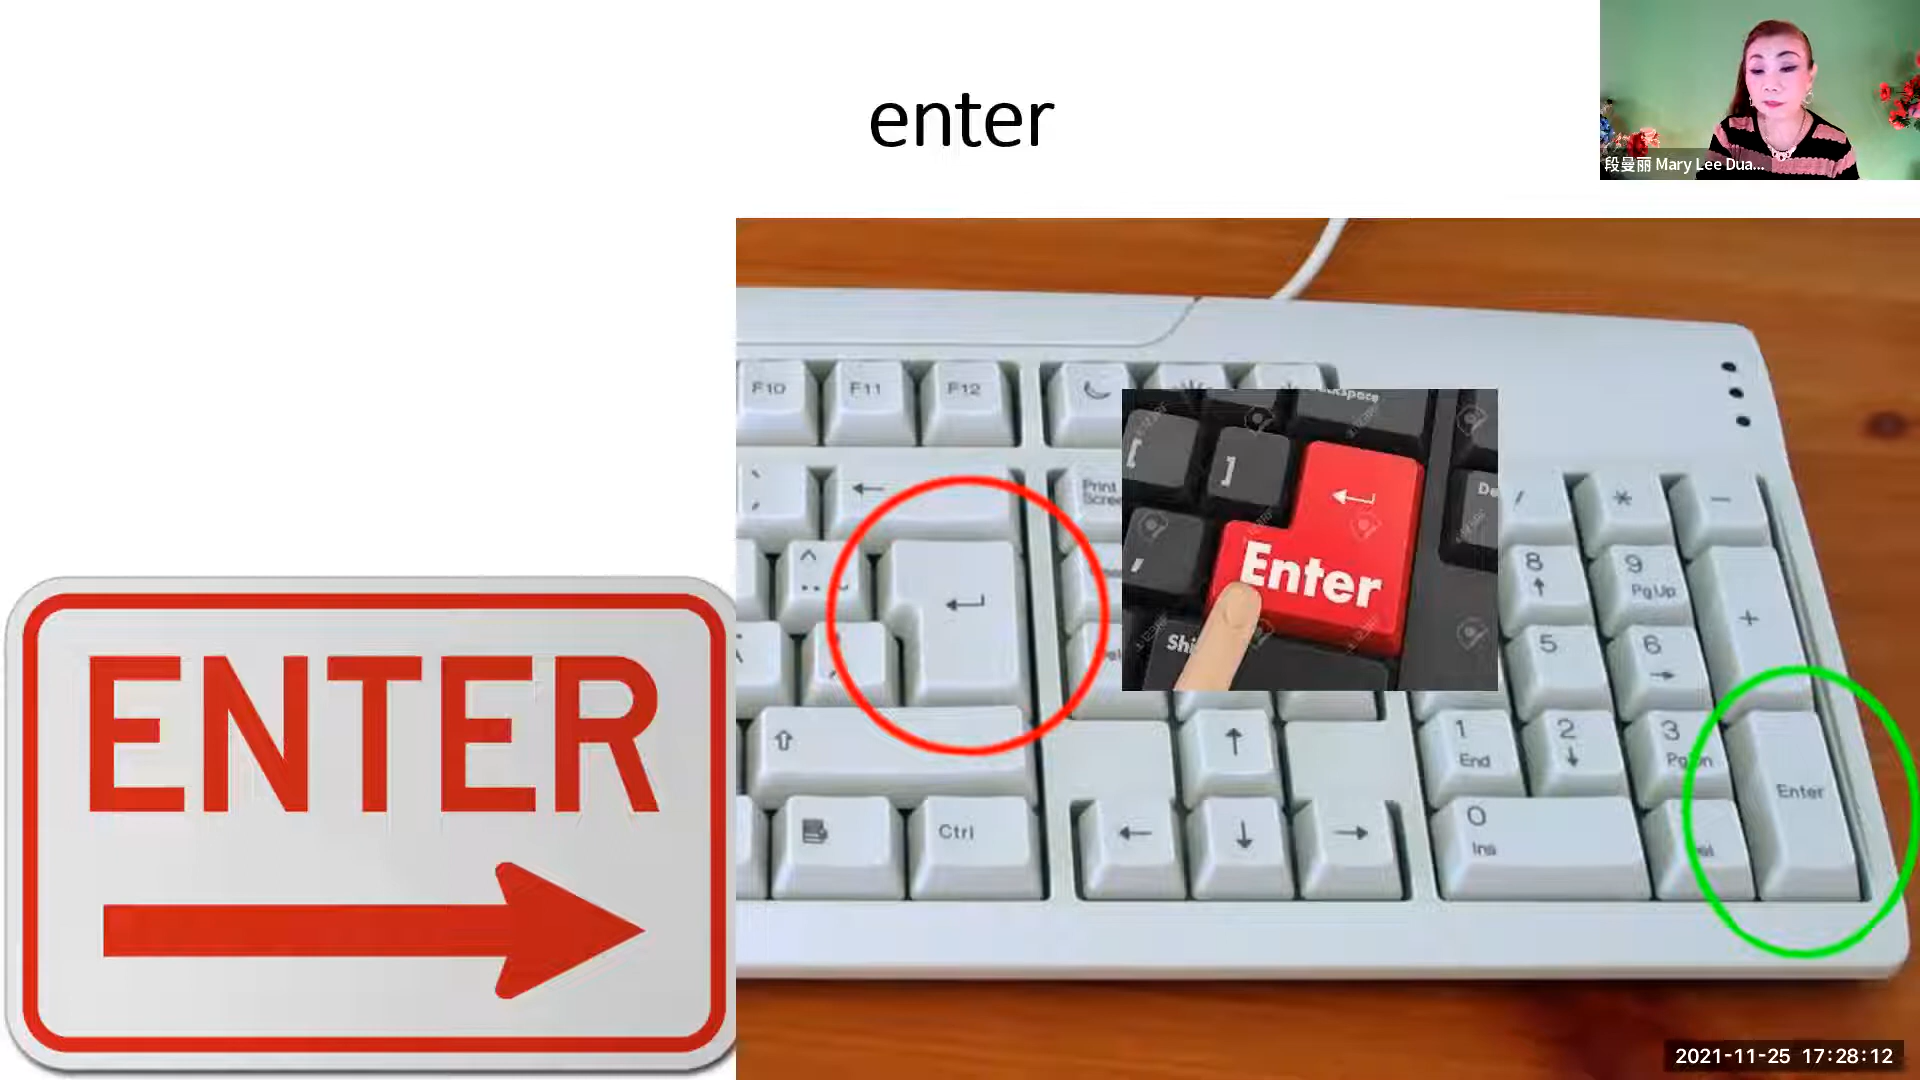 enter
段曼丽 Mary Lee Dua...
F10 F11 F12
Print
Scree
[ ]
Enter
/ * -
8 9
PgUp
+
5 6
1 2 3
End
Enter
0
Ins
Ctrl
ENTER
2021-11-25 17:28:12